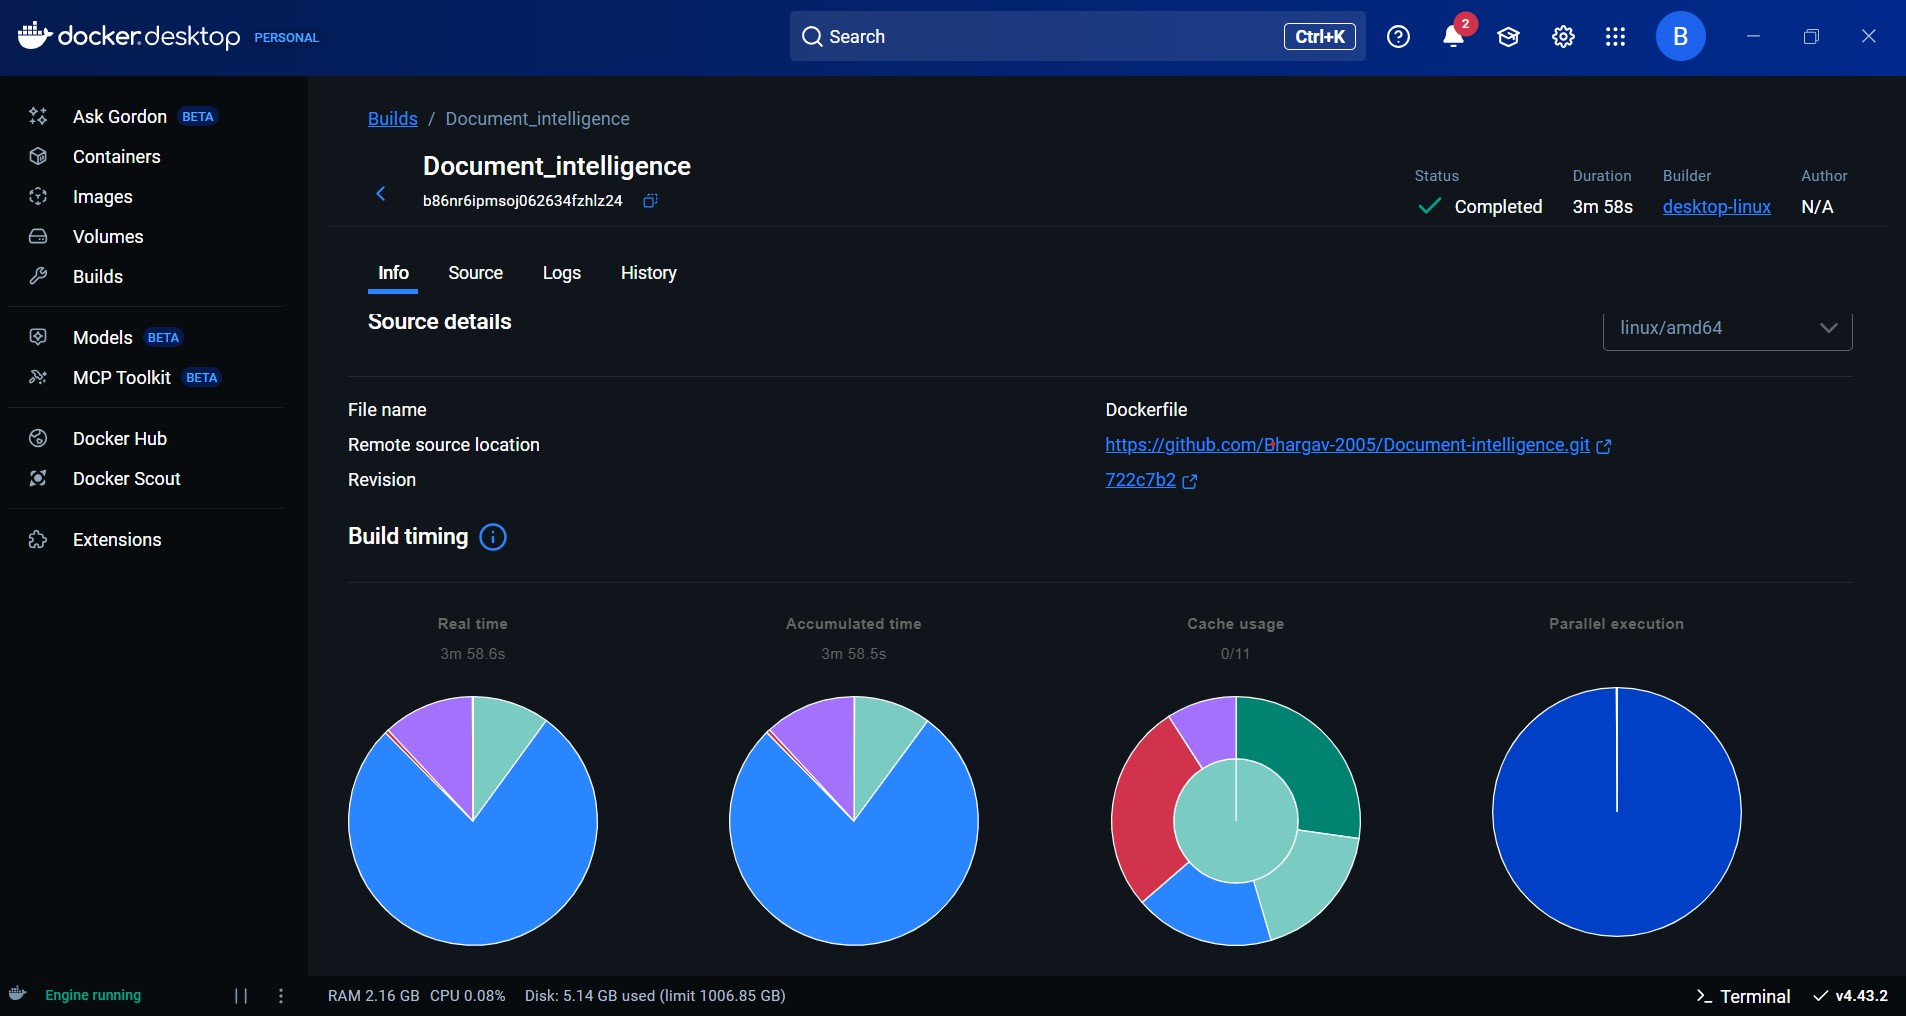 docker.desktop PERSONAL
Search Ctrl+K
2
B
Ask Gordon BETA
Containers
Images
Volumes
Builds
Models BETA
MCP Toolkit BETA
Docker Hub
Docker Scout
Extensions
Builds / Document_intelligence
Document_intelligence
b86nr6ipmsoj062634fzhlz24
Status Duration Builder Author
Completed 3m 58s desktop-linux N/A
Info Source Logs History
Source details
linux/amd64
File name Dockerfile
Remote source location https://github.com/Bhargav-2005/Document-intelligence.git
Revision 722c7b2
Build timing
Real time
3m 58.6s
Accumulated time
3m 58.5s
Cache usage
0/11
Parallel execution
Engine running
RAM 2.16 GB CPU 0.08% Disk: 5.14 GB used (limit 1006.85 GB)
Terminal v4.43.2